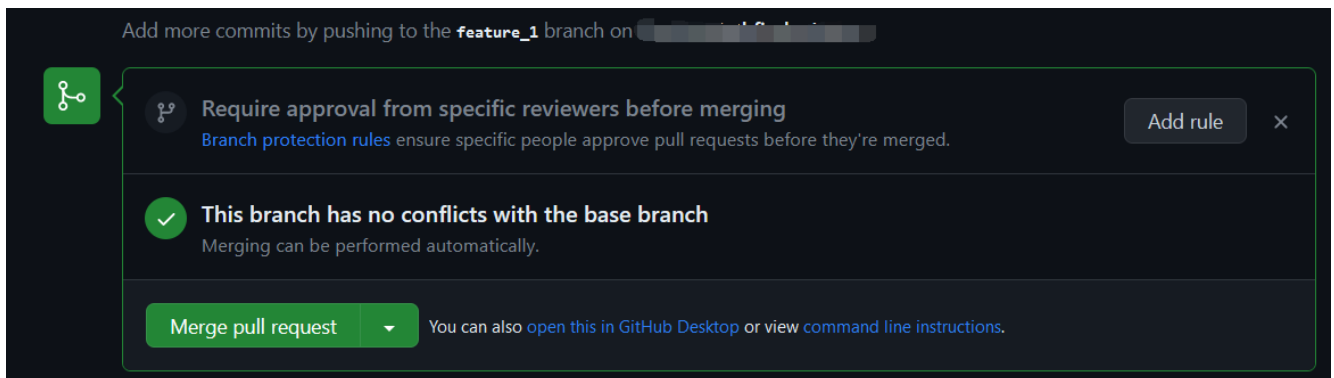 Add more commits by pushing to the feature_1 branch on
Require approval from specific reviewers before merging
Add rule
Branch protection rules ensure specific people approve pull requests before they're merged.
This branch has no conflicts with the base branch
Merging can be performed automatically.
Merge pull request
You can also open this in GitHub Desktop or view command line instructions.